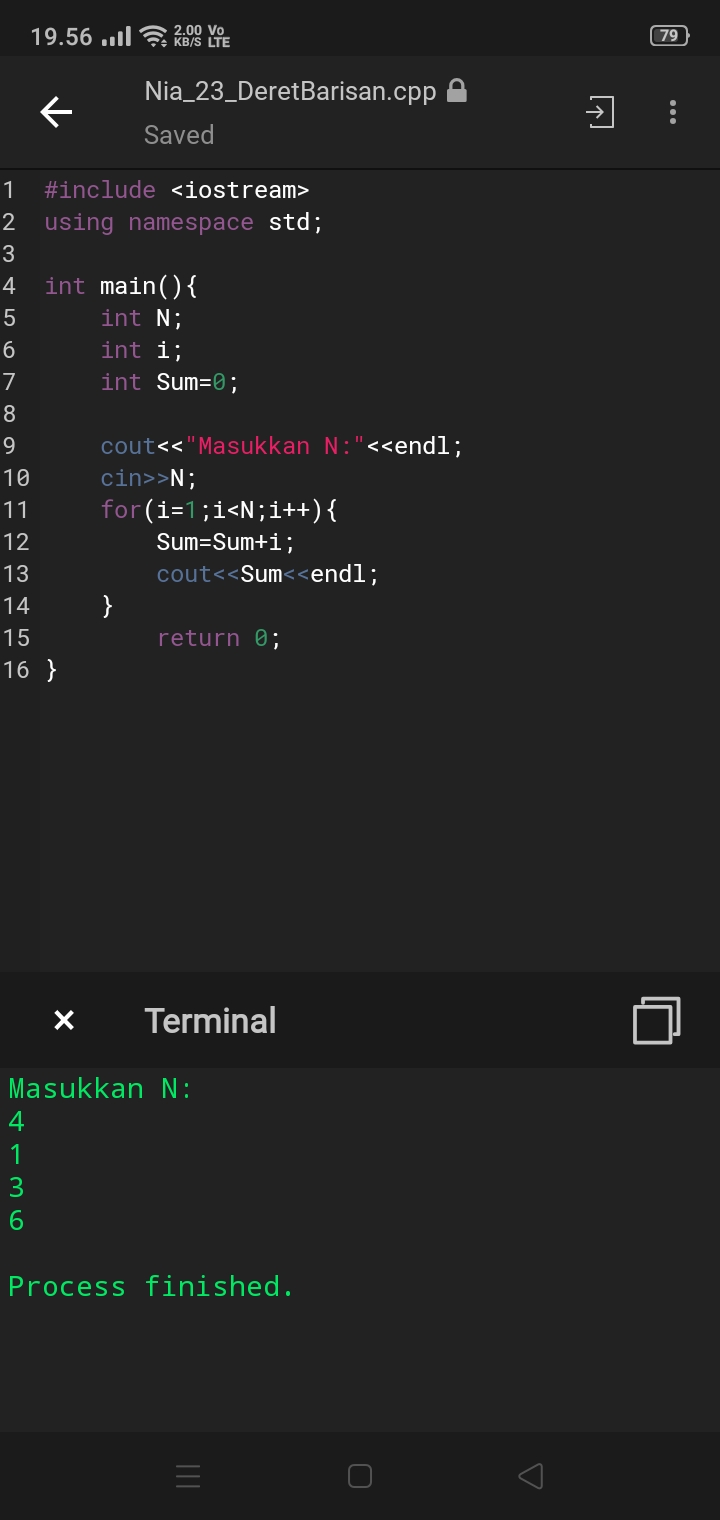 19.56 2.00 KB/S Vo LTE 79
Nia_23_DeretBarisan.cpp
Saved
1 #include <iostream>
2 using namespace std;
3
4 int main(){
5     int N;
6     int i;
7     int Sum=0;
8
9     cout<<"Masukkan N:"<<endl;
10     cin>>N;
11     for(i=1;i<N;i++){
12         Sum=Sum+i;
13         cout<<Sum<<endl;
14     }
15         return 0;
16 }
Terminal
Masukkan N:
4
1
3
6
Process finished.